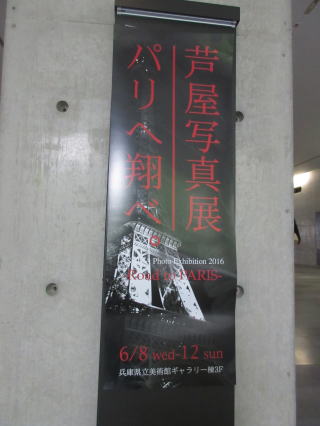 芦屋写真展
パリへ翔べ。
Photo Exhibition 2016
-Road to PARIS-
6/8 wed-12 sun
兵庫県立美術館ギャラリー棟3F